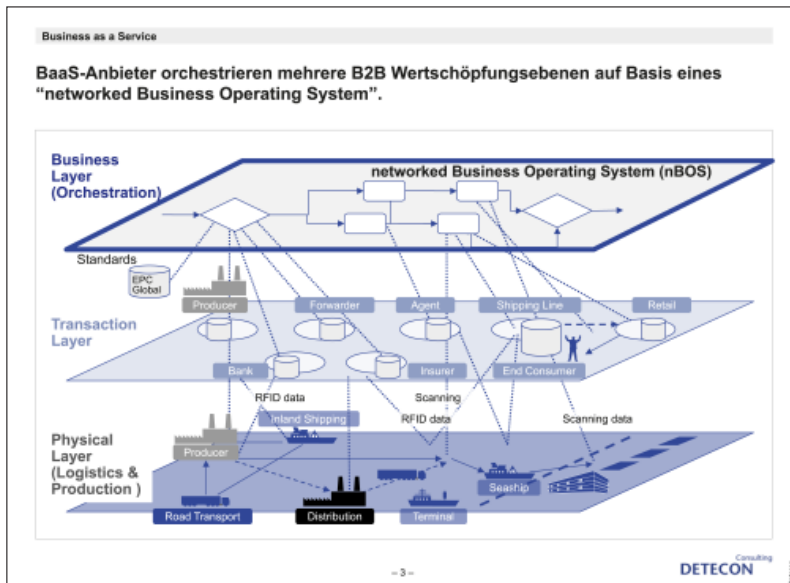 Business as a Service
BaaS-Anbieter orchestrieren mehrere B2B Wertschöpfungsebenen auf Basis eines
“networked Business Operating System”.
Business
Layer
(Orchestration)
networked Business Operating System (nBOS)
Standards
EPC
Global
Producer
Forwarder
Agent
Shipping Line
Retail
Transaction
Layer
Bank
Insurer
End Consumer
RFID data
Scanning
RFID data
Scanning data
Inland Shipping
Physical
Layer
(Logistics &
Production )
Producer
Seaship
Road Transport
Distribution
Terminal
– 3 –
Consulting
DETECON